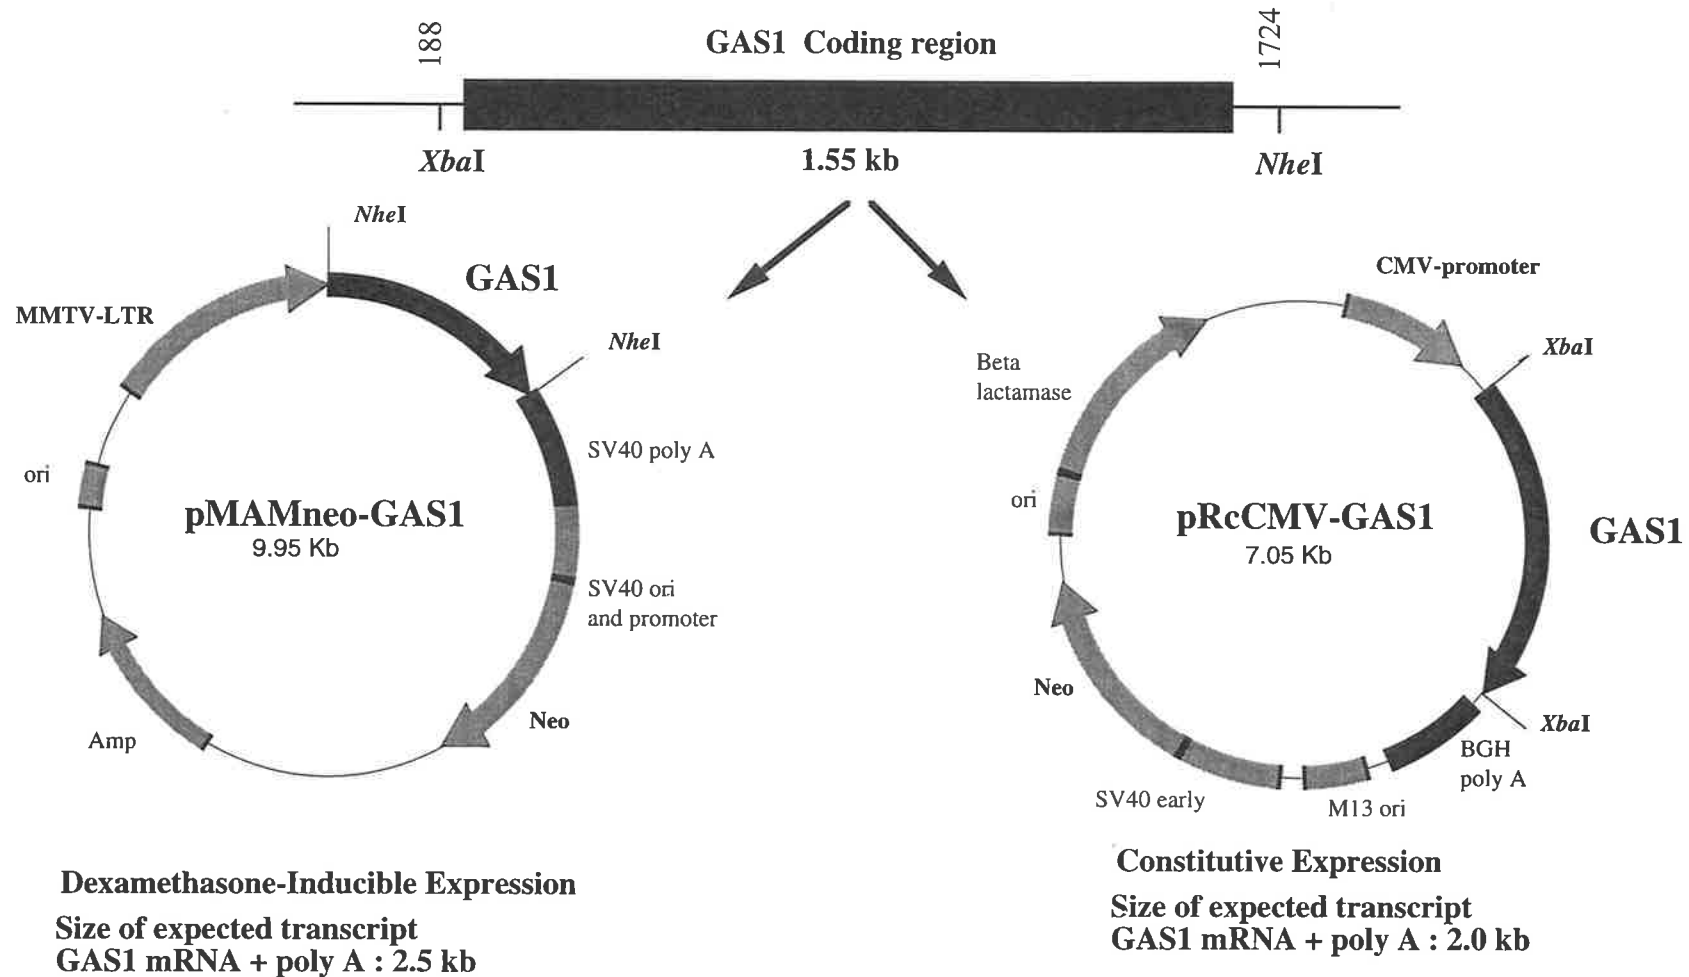 188
GAS1 Coding region
1724
XbaI
1.55 kb
NheI
NheI
GAS1
MMTV-LTR
NheI
SV40 poly A
ori
pMAMneo-GAS1
9.95 Kb
SV40 ori
and promoter
Neo
Amp
Dexamethasone-Inducible Expression
Size of expected transcript
GAS1 mRNA + poly A : 2.5 kb
CMV-promoter
XbaI
Beta
lactamase
ori
pRcCMV-GAS1
7.05 Kb
GAS1
Neo
XbaI
BGH
poly A
SV40 early
M13 ori
Constitutive Expression
Size of expected transcript
GAS1 mRNA + poly A : 2.0 kb